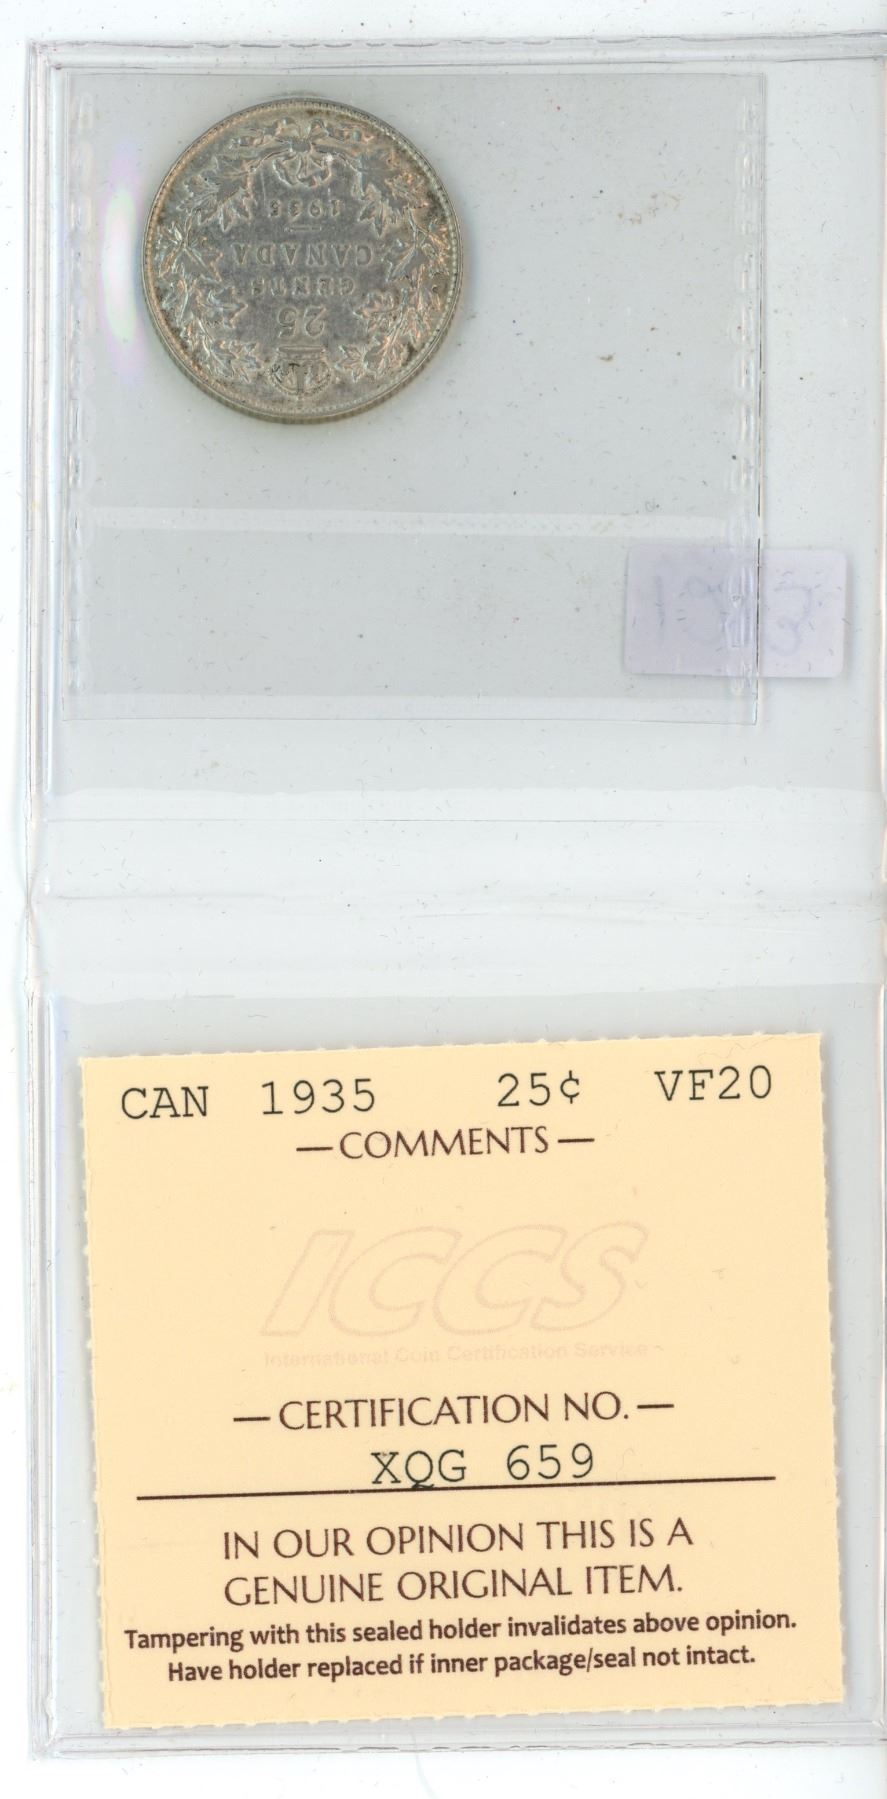 25
CENTS
CANADA
1935
CAN 1935 25¢ VF20
—COMMENTS—
ICCS
International Coin Certification Service
—CERTIFICATION NO.—
XQG 659
IN OUR OPINION THIS IS A
GENUINE ORIGINAL ITEM.
Tampering with this sealed holder invalidates above opinion.
Have holder replaced if inner package/seal not intact.